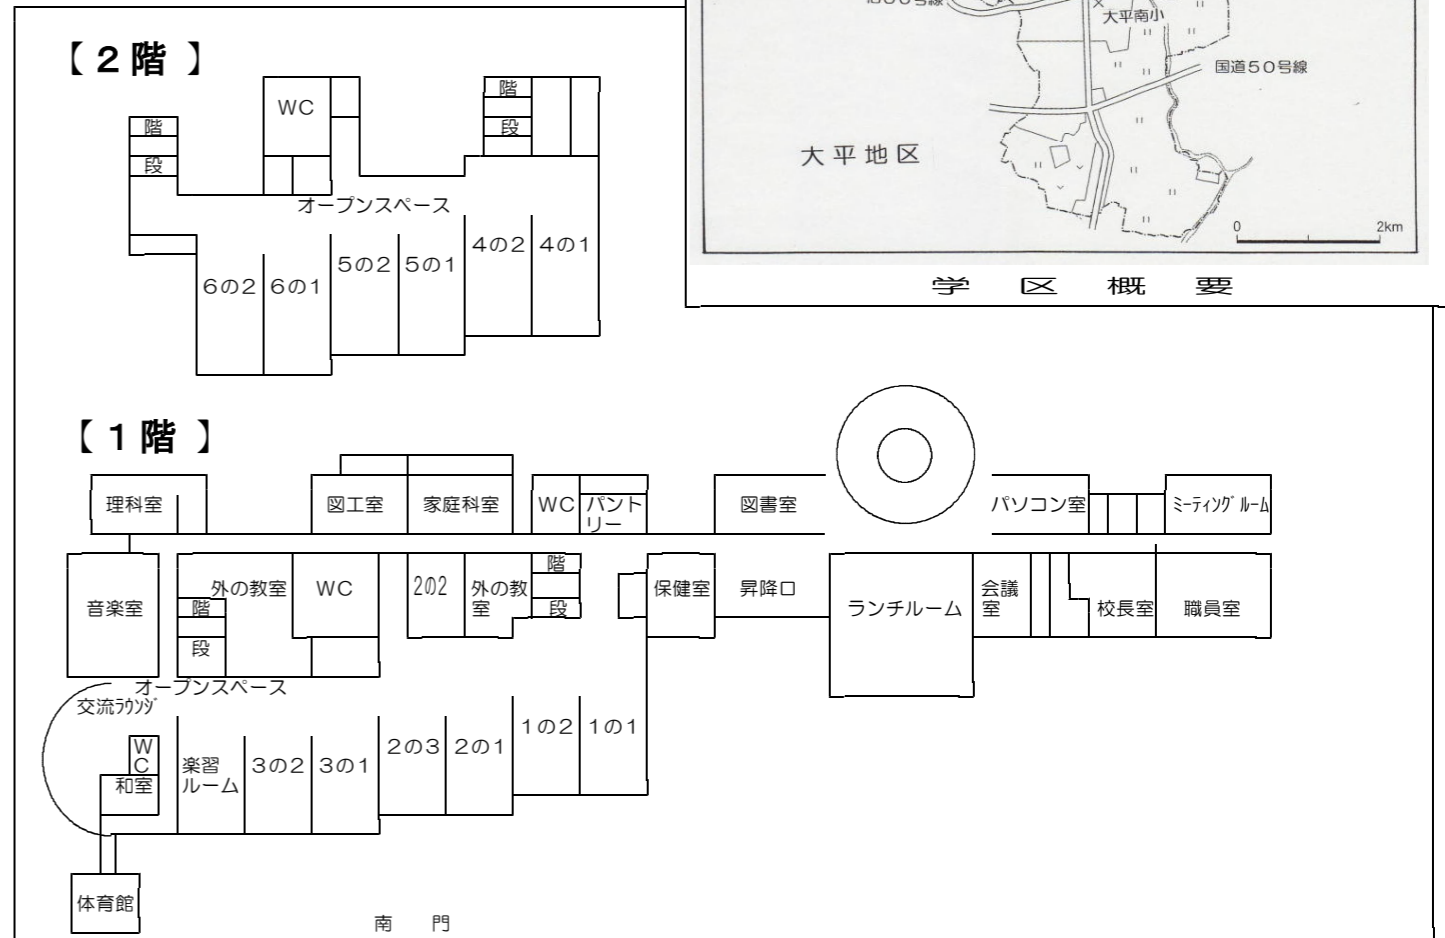 旧50号線
大平南小
国道50号線
大平地区
0 2km
学区概要
【2階】
WC
階
段
階
段
オープンスペース
6の2
6の1
5の2
5の1
4の2
4の1
【1階】
理科室
図工室
家庭科室
WC
パント
リー
図書室
パソコン室
ミーティングルーム
音楽室
外の教室
階
段
WC
2の2
外の教
室
階
段
保健室
昇降口
ランチルーム
会議
室
校長室
職員室
オープンスペース
交流ラウンジ
W
C
和室
楽習
ルーム
3の2
3の1
2の3
2の1
1の2
1の1
体育館
南門